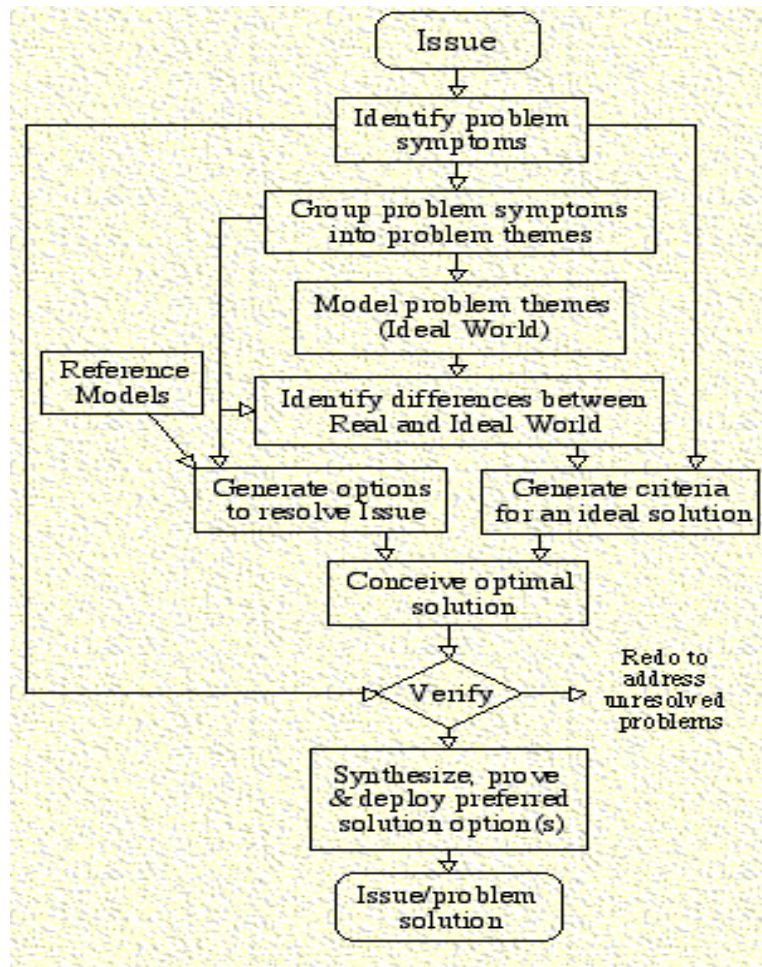 Issue
Identify problem
symptoms
Group problem symptoms
into problem themes
Model problem themes
(Ideal World)
Reference
Models
Identify differences between
Real and Ideal World
Generate options
to resolve Issue
Generate criteria
for an ideal solution
Conceive optimal
solution
Verify
Redo to
address
unresolved
problems
Synthesize, prove
& deploy preferred
solution option(s)
Issue/problem
solution